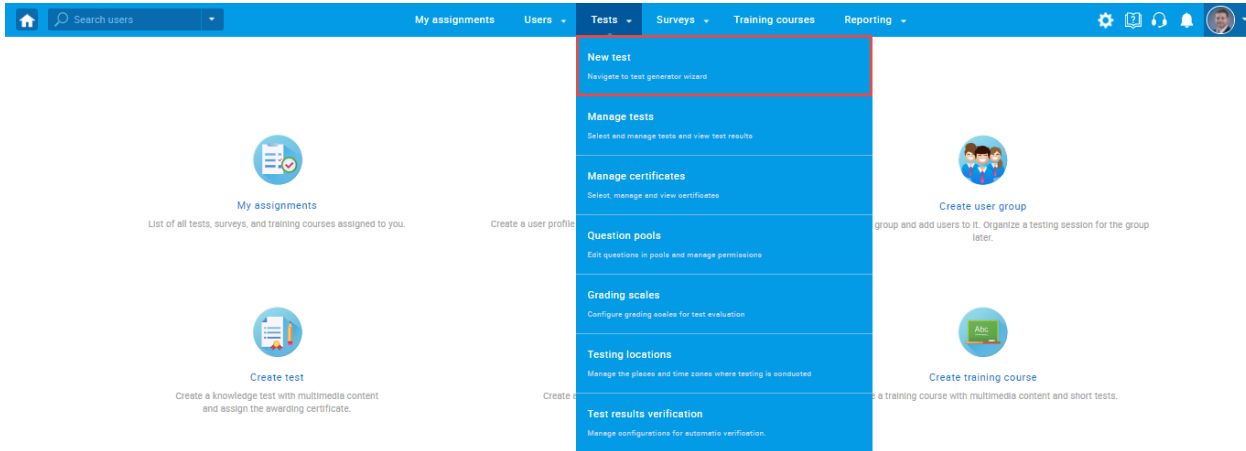 Search users
My assignments Users Tests Surveys Training courses Reporting
New test
Navigate to test generator wizard
Manage tests
Select and manage tests and view test results
Manage certificates
Select, manage and view certificates
Question pools
Edit questions in pools and manage permissions
Grading scales
Configure grading scales for test evaluation
Testing locations
Manage the places and time zones where testing is conducted
Test results verification
Manage configurations for automatic verification.
My assignments
List of all tests, surveys, and training courses assigned to you.
Create a user profile
Create user group
group and add users to it. Organize a testing session for the group
later.
Create test
Create a knowledge test with multimedia content
and assign the awarding certificate.
Create
Abc
Create training course
a training course with multimedia content and short tests.